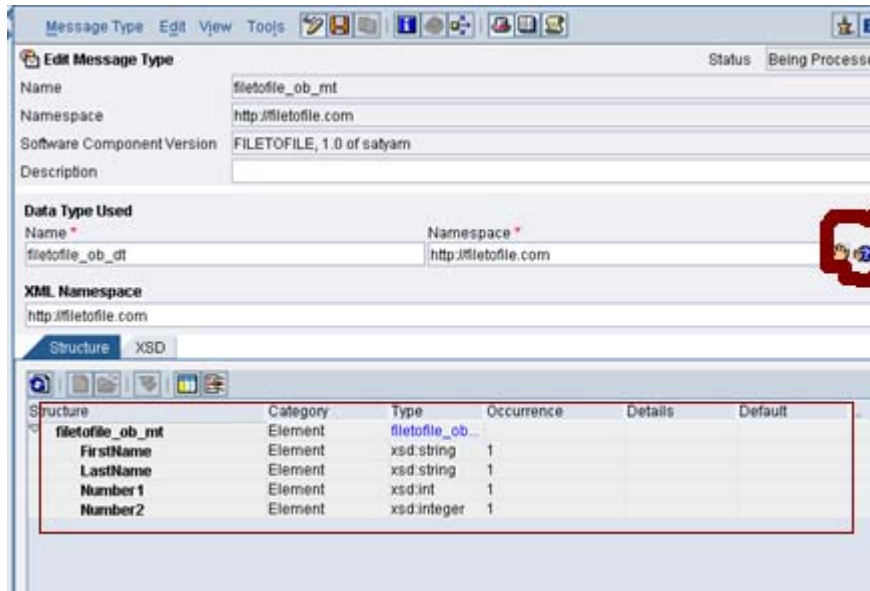 Message Type Edit View Tools
Edit Message Type Status Being Processe
Name filetofile_ob_mt
Namespace http://filetofile.com
Software Component Version FILETOFILE, 1.0 of satyam
Description
Data Type Used
Name * Namespace *
filetofile_ob_dt http://filetofile.com
XML Namespace
http://filetofile.com
Structure XSD
Structure Category Type Occurrence Details Default ..
filetofile_ob_mt Element filetofile_ob...
FirstName Element xsd:string 1
LastName Element xsd:string 1
Number1 Element xsd:int 1
Number2 Element xsd:integer 1